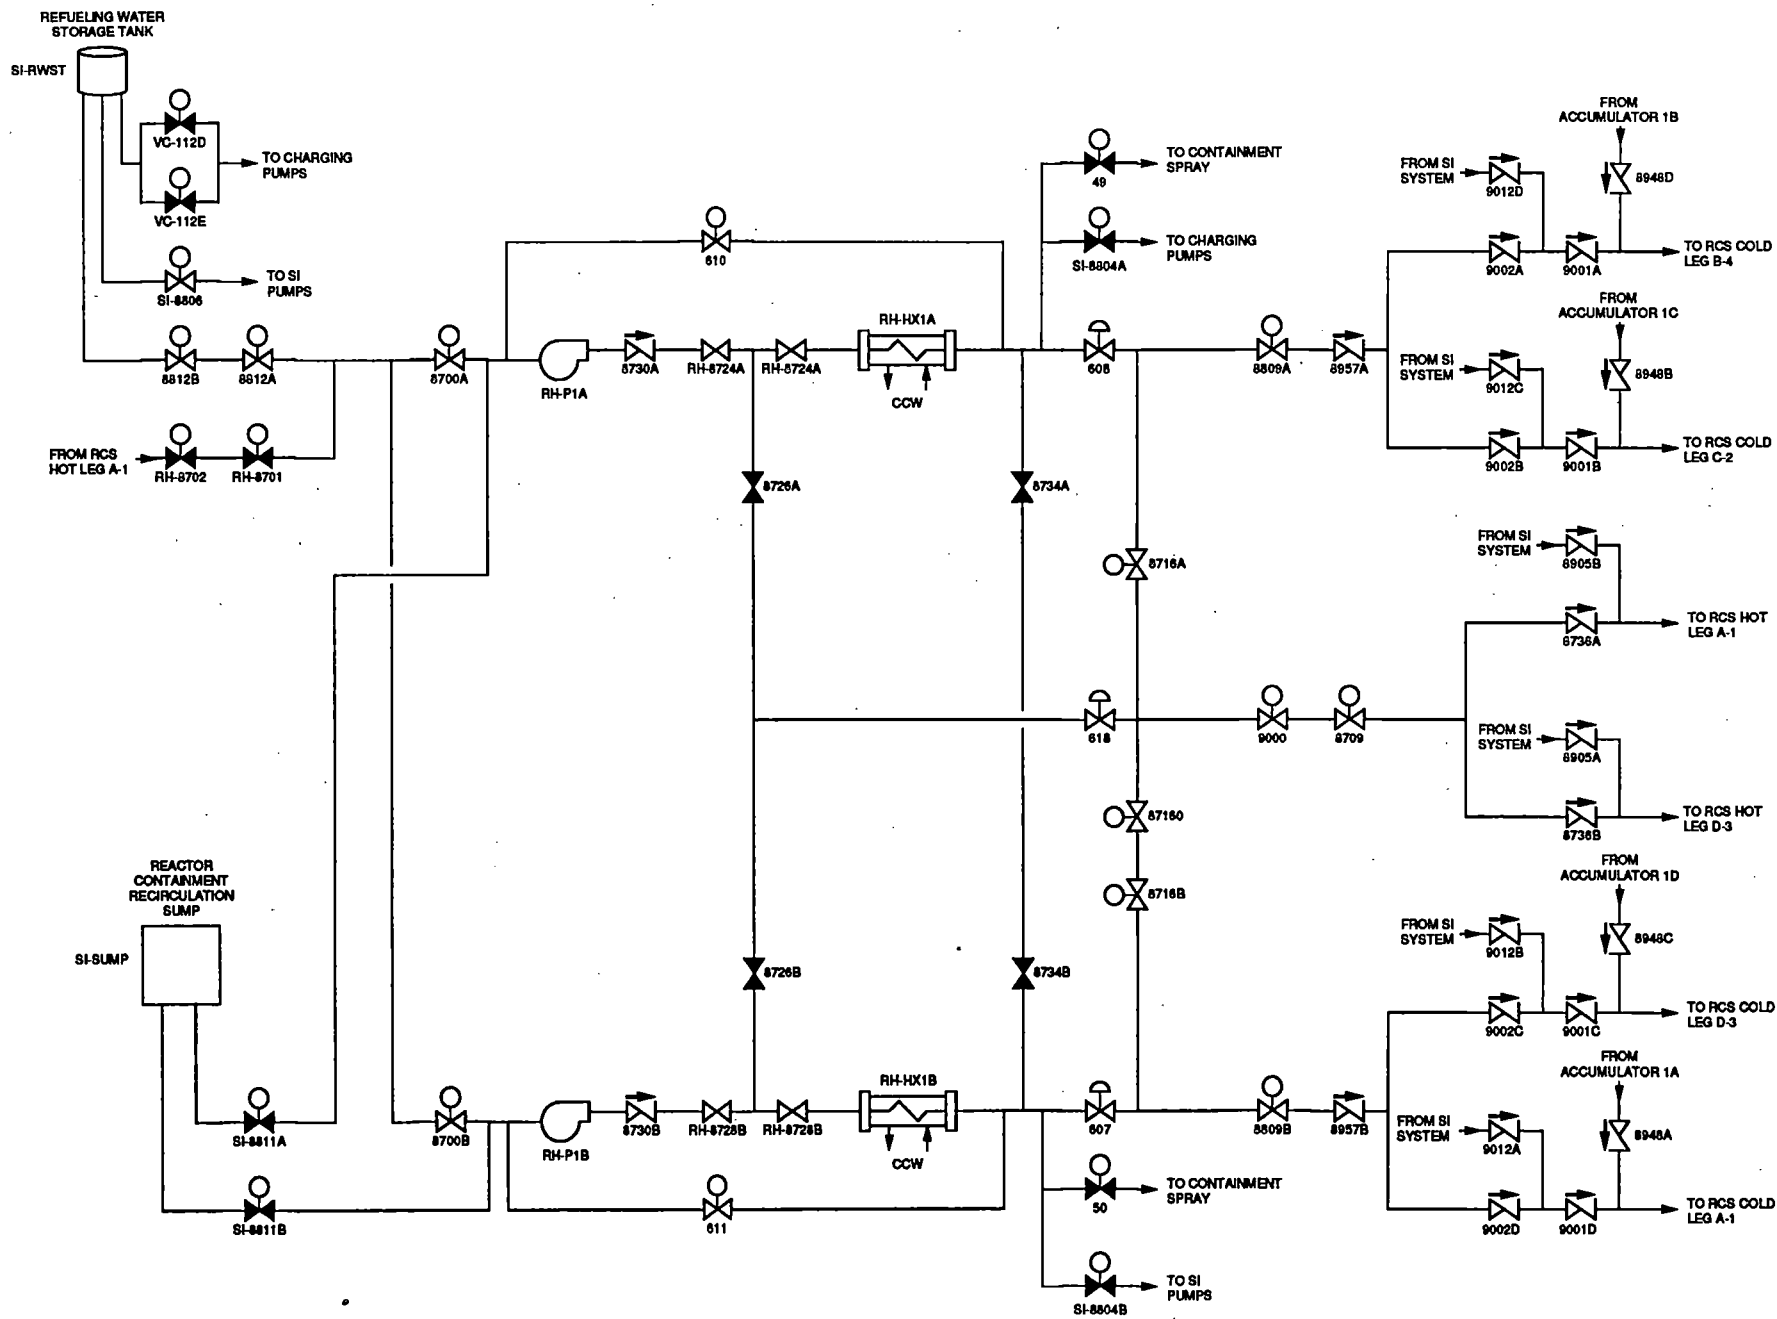 REFUELING WATER
STORAGE TANK
SI-RWST
VC-112D
TO CHARGING
PUMPS
VC-112E
SI-8806
TO SI
PUMPS
8812B
8812A
8700A
FROM RCS
HOT LEG A-1
RH-8702
RH-8701
610
RH-P1A
8730A
RH-8724A
RH-8724A
RH-HX1A
CCW
49
TO CONTAINMENT
SPRAY
SI-8804A
TO CHARGING
PUMPS
606
8809A
8957A
FROM
ACCUMULATOR 1B
FROM SI
SYSTEM
9012D
8948D
9002A
9001A
TO RCS COLD
LEG B-4
FROM
ACCUMULATOR 1C
FROM SI
SYSTEM
9012C
8948B
9002B
9001B
TO RCS COLD
LEG C-2
8726A
8734A
8716A
FROM SI
SYSTEM
8905B
8736A
TO RCS HOT
LEG A-1
618
9000
8709
FROM SI
SYSTEM
8905A
8736B
TO RCS HOT
LEG D-3
87160
8716B
REACTOR
CONTAINMENT
RECIRCULATION
SUMP
SI-SUMP
SI-8811A
SI-8811B
8700B
8726B
8734B
RH-P1B
8730B
RH-8728B
RH-8728B
RH-HX1B
CCW
611
607
8809B
8957B
50
TO CONTAINMENT
SPRAY
SI-8804B
TO SI
PUMPS
FROM
ACCUMULATOR 1D
FROM SI
SYSTEM
9012B
8948C
9002C
9001C
TO RCS COLD
LEG D-3
FROM
ACCUMULATOR 1A
FROM SI
SYSTEM
9012A
8948A
9002D
9001D
TO RCS COLD
LEG A-1